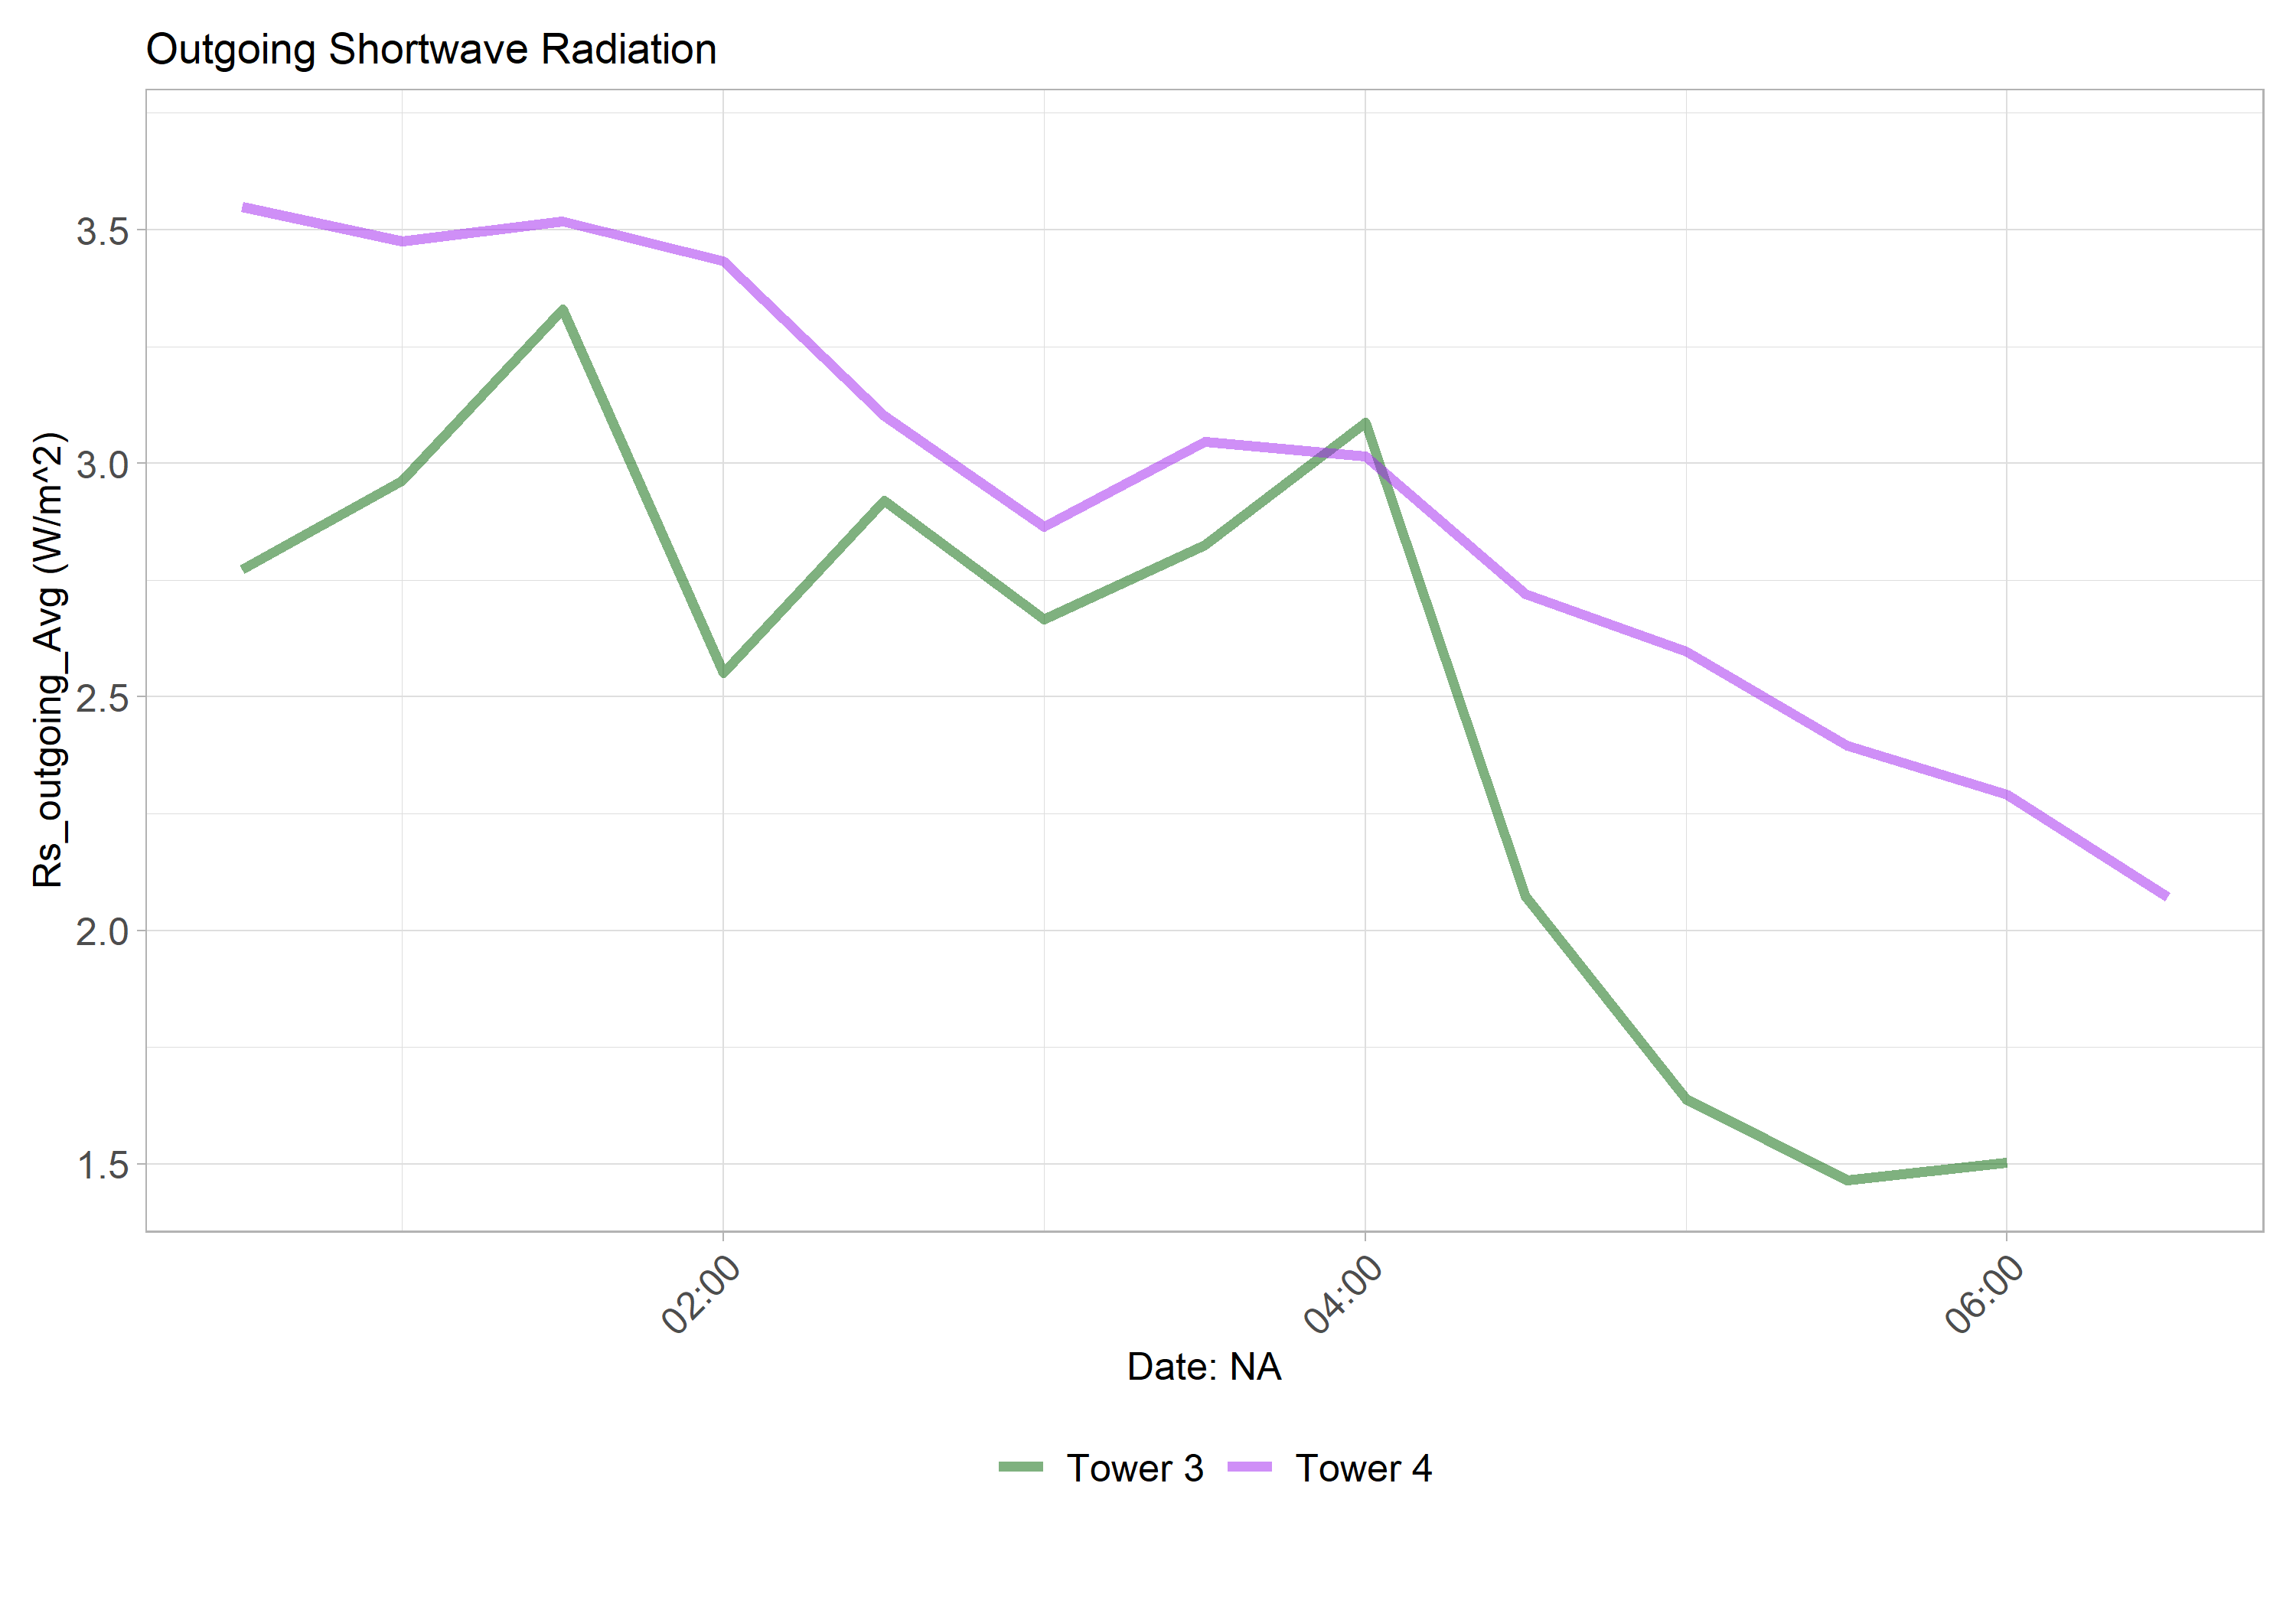 Outgoing Shortwave Radiation
Rs_outgoing_Avg (W/m^2)
3.5
3.0
2.5
2.0
1.5
02:00
04:00
06:00
Date: NA
Tower 3
Tower 4